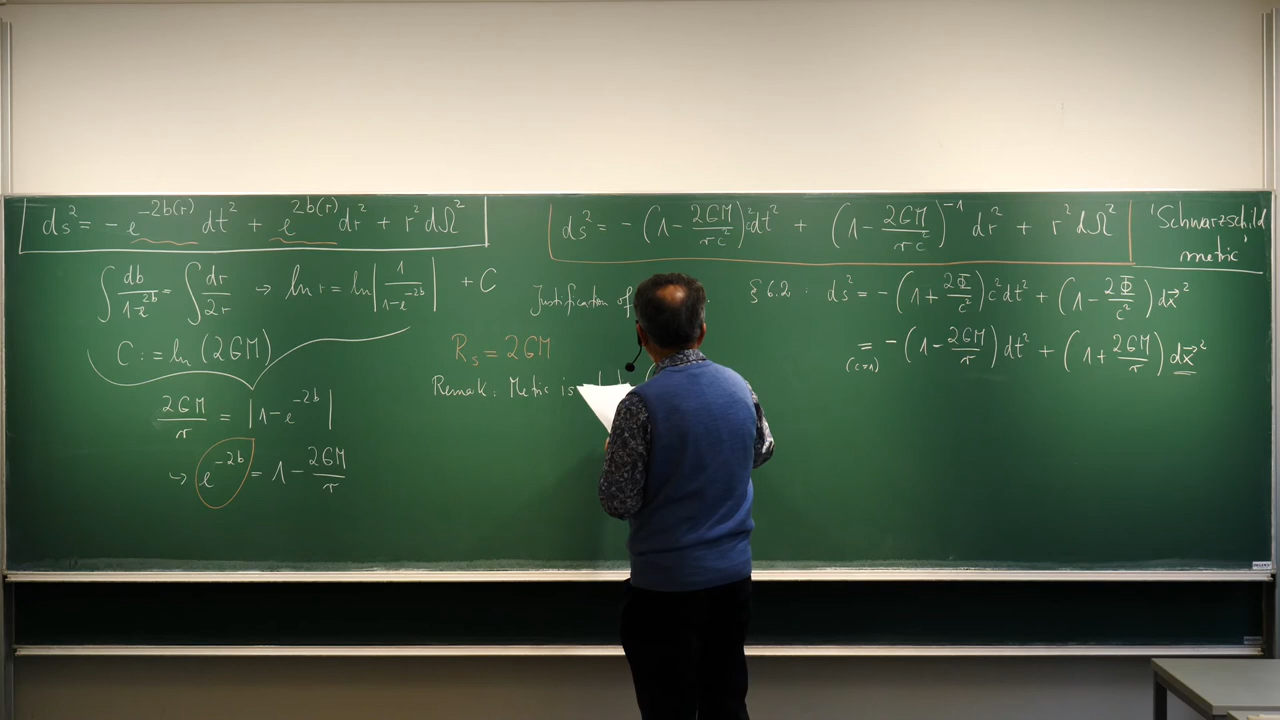 ds² = - e^{-2b(r)} dt² + e^{2b(r)} dr² + r² dΩ²
∫ db/(1-e^{-2b}) = ∫ dr/2r → ln r = ln |1/(1-e^{-2b})| + C
C := ln (2GM)
2GM/r = |1-e^{-2b}|
↪ e^{-2b} = 1 - 2GM/r
ds² = - (1 - 2GM/rc²) c² dt² + (1 - 2GM/rc²)^{-1} dr² + r² dΩ²
'Schwarzschild
metric'
Justification of
R_s = 2GM
Remark: Metric is
§ 6.2 : ds² = - (1 + 2Φ/c²) c² dt² + (1 - 2Φ/c²) dx⃗²
= (c=1) - (1 - 2GM/r) dt² + (1 + 2GM/r) dx⃗²